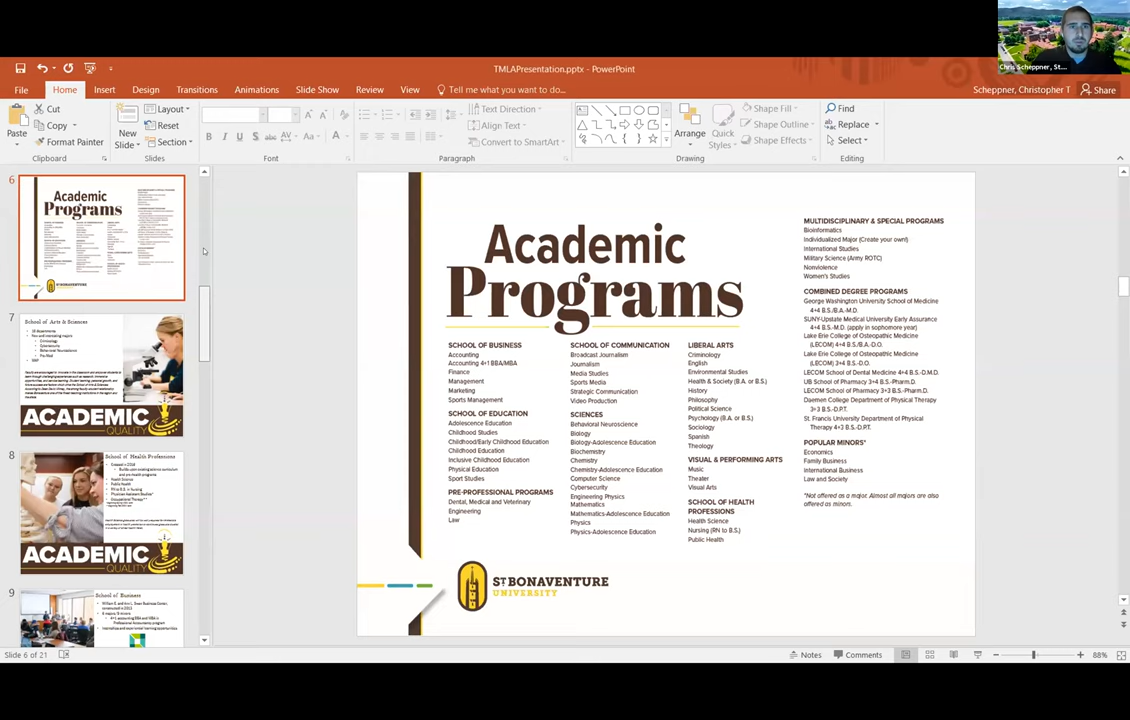 Chris Scheppner, St....
TMLAPresentation.pptx - PowerPoint
File Home Insert Design Transitions Animations Slide Show Review View Tell me what you want to do... Scheppner, Christopher T Share
Paste
Cut
Copy
Format Painter
Clipboard
New
Slide
Layout
Reset
Section
Slides
Font
Text Direction
Align Text
Convert to SmartArt
Paragraph
Arrange
Quick
Styles
Shape Fill
Shape Outline
Shape Effects
Drawing
Find
Replace
Select
Editing
6
Academic
Programs
7
School of Arts & Sciences
ACADEMIC
QUALITY
8
School of Health Professions
ACADEMIC
QUALITY
9
School of Business
Academic
Programs
SCHOOL OF BUSINESS
Accounting
Accounting 4+1 BBA/MBA
Finance
Management
Marketing
Sports Management
SCHOOL OF EDUCATION
Adolescence Education
Childhood Studies
Childhood/Early Childhood Education
Childhood Education
Inclusive Childhood Education
Physical Education
Sport Studies
PRE-PROFESSIONAL PROGRAMS
Dental, Medical and Veterinary
Engineering
Law
SCHOOL OF COMMUNICATION
Broadcast Journalism
Journalism
Media Studies
Sports Media
Strategic Communication
Video Production
SCIENCES
Behavioral Neuroscience
Biology
Biology-Adolescence Education
Biochemistry
Chemistry
Chemistry-Adolescence Education
Computer Science
Cybersecurity
Engineering Physics
Mathematics
Mathematics-Adolescence Education
Physics
Physics-Adolescence Education
LIBERAL ARTS
Criminology
English
Environmental Studies
Health & Society (B.A. or B.S.)
History
Philosophy
Political Science
Psychology (B.A. or B.S.)
Sociology
Spanish
Theology
VISUAL & PERFORMING ARTS
Music
Theater
Visual Arts
SCHOOL OF HEALTH
PROFESSIONS
Health Science
Nursing (RN to B.S.)
Public Health
MULTIDISCIPLINARY & SPECIAL PROGRAMS
Bioinformatics
Individualized Major (Create your own!)
International Studies
Military Science (Army ROTC)
Nonviolence
Women's Studies
COMBINED DEGREE PROGRAMS
George Washington University School of Medicine
4+4 B.S./B.A.-M.D.
SUNY-Upstate Medical University Early Assurance
4+4 B.S.-M.D. (apply in sophomore year)
Lake Erie College of Osteopathic Medicine
(LECOM) 4+4 B.S./B.A.-D.O.
Lake Erie College of Osteopathic Medicine
(LECOM) 3+4 B.S.-D.O.
LECOM School of Dental Medicine 4+4 B.S.-D.M.D.
UB School of Pharmacy 3+4 B.S.-Pharm.D.
LECOM School of Pharmacy 3+3 B.S.-Pharm.D.
Daemen College Department of Physical Therapy
3+3 B.S.-D.P.T.
St. Francis University Department of Physical
Therapy 4+3 B.S.-D.P.T.
POPULAR MINORS*
Economics
Family Business
International Business
Law and Society
*Not offered as a major. Almost all majors are also
offered as minors.
ST BONAVENTURE
UNIVERSITY
Slide 6 of 21
Notes Comments 88%